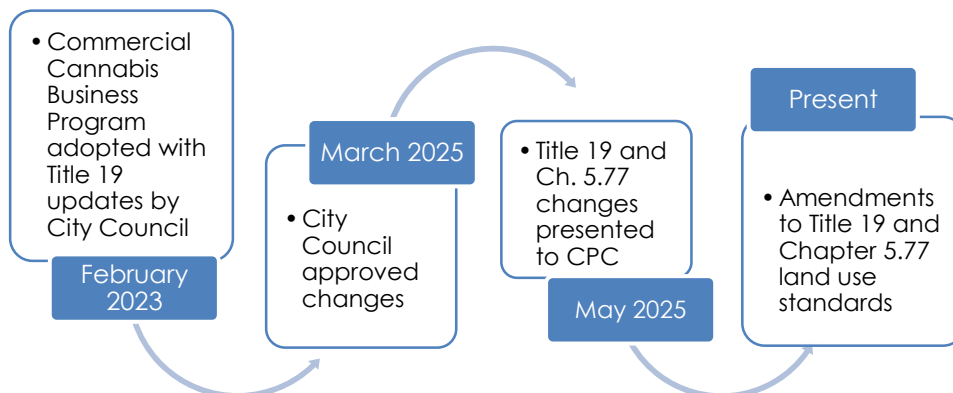 • Commercial
Cannabis
Business
Program
adopted with
Title 19
updates by
City Council
February
2023
March 2025
• City
Council
approved
changes
• Title 19 and
Ch. 5.77
changes
presented
to CPC
May 2025
Present
• Amendments
to Title 19 and
Chapter 5.77
land use
standards